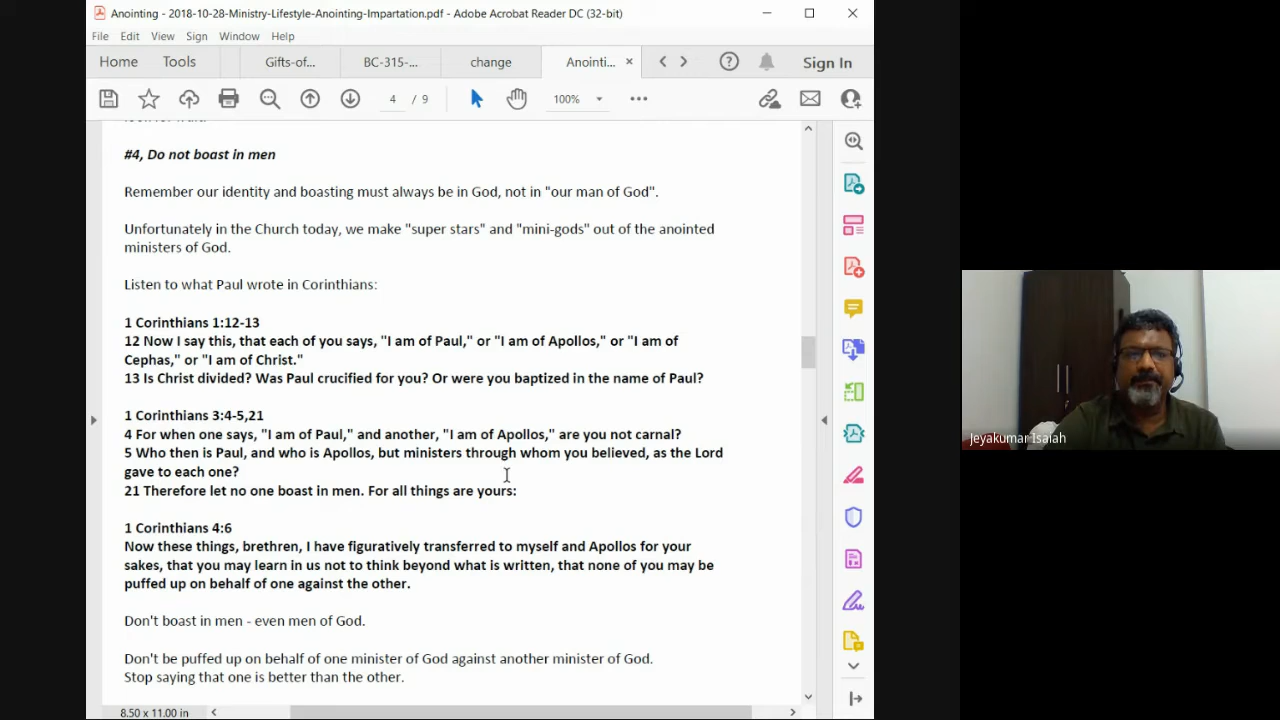 Anointing - 2018-10-28-Ministry-Lifestyle-Anointing-Impartation.pdf - Adobe Acrobat Reader DC (32-bit)
File Edit View Sign Window Help
Home Tools Gifts-of... BC-315-... change Anointi... × Sign In
4 / 9 100%
#4, Do not boast in men
Remember our identity and boasting must always be in God, not in "our man of God".
Unfortunately in the Church today, we make "super stars" and "mini-gods" out of the anointed
ministers of God.
Listen to what Paul wrote in Corinthians:
1 Corinthians 1:12-13
12 Now I say this, that each of you says, "I am of Paul," or "I am of Apollos," or "I am of
Cephas," or "I am of Christ."
13 Is Christ divided? Was Paul crucified for you? Or were you baptized in the name of Paul?
1 Corinthians 3:4-5,21
4 For when one says, "I am of Paul," and another, "I am of Apollos," are you not carnal?
5 Who then is Paul, and who is Apollos, but ministers through whom you believed, as the Lord
gave to each one?
21 Therefore let no one boast in men. For all things are yours:
1 Corinthians 4:6
Now these things, brethren, I have figuratively transferred to myself and Apollos for your
sakes, that you may learn in us not to think beyond what is written, that none of you may be
puffed up on behalf of one against the other.
Don't boast in men - even men of God.
Don't be puffed up on behalf of one minister of God against another minister of God.
Stop saying that one is better than the other.
8.50 x 11.00 in
Jeyakumar Isaiah